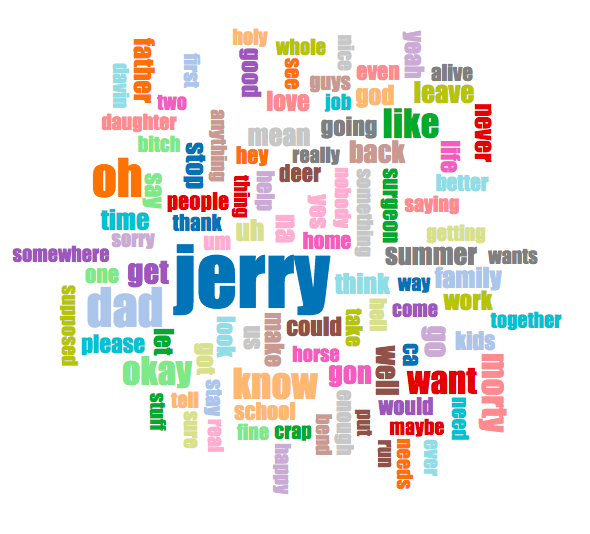 holy
whole
nice
yeah
father
first
good
see
guys
even
alive
davin
two
love
job
god
leave
daughter
anything
mean
going
like
never
bitch
stop
hey
really
back
life
oh
say
thing
help
deer
nobody
something
surgeon
better
people
yes
saying
time
thank
uh
na
sorry
um
home
getting
somewhere
get
jerry
summer
wants
one
think
way
family
supposed
dad
hell
come
work
together
please
let
look
us
make
could
take
go
kids
okay
got
horse
ca
know
gon
well
want
morty
stuff
tell
stay
school
enough
would
need
sure
real
fine
crap
bend
put
maybe
happy
run
needs
ever